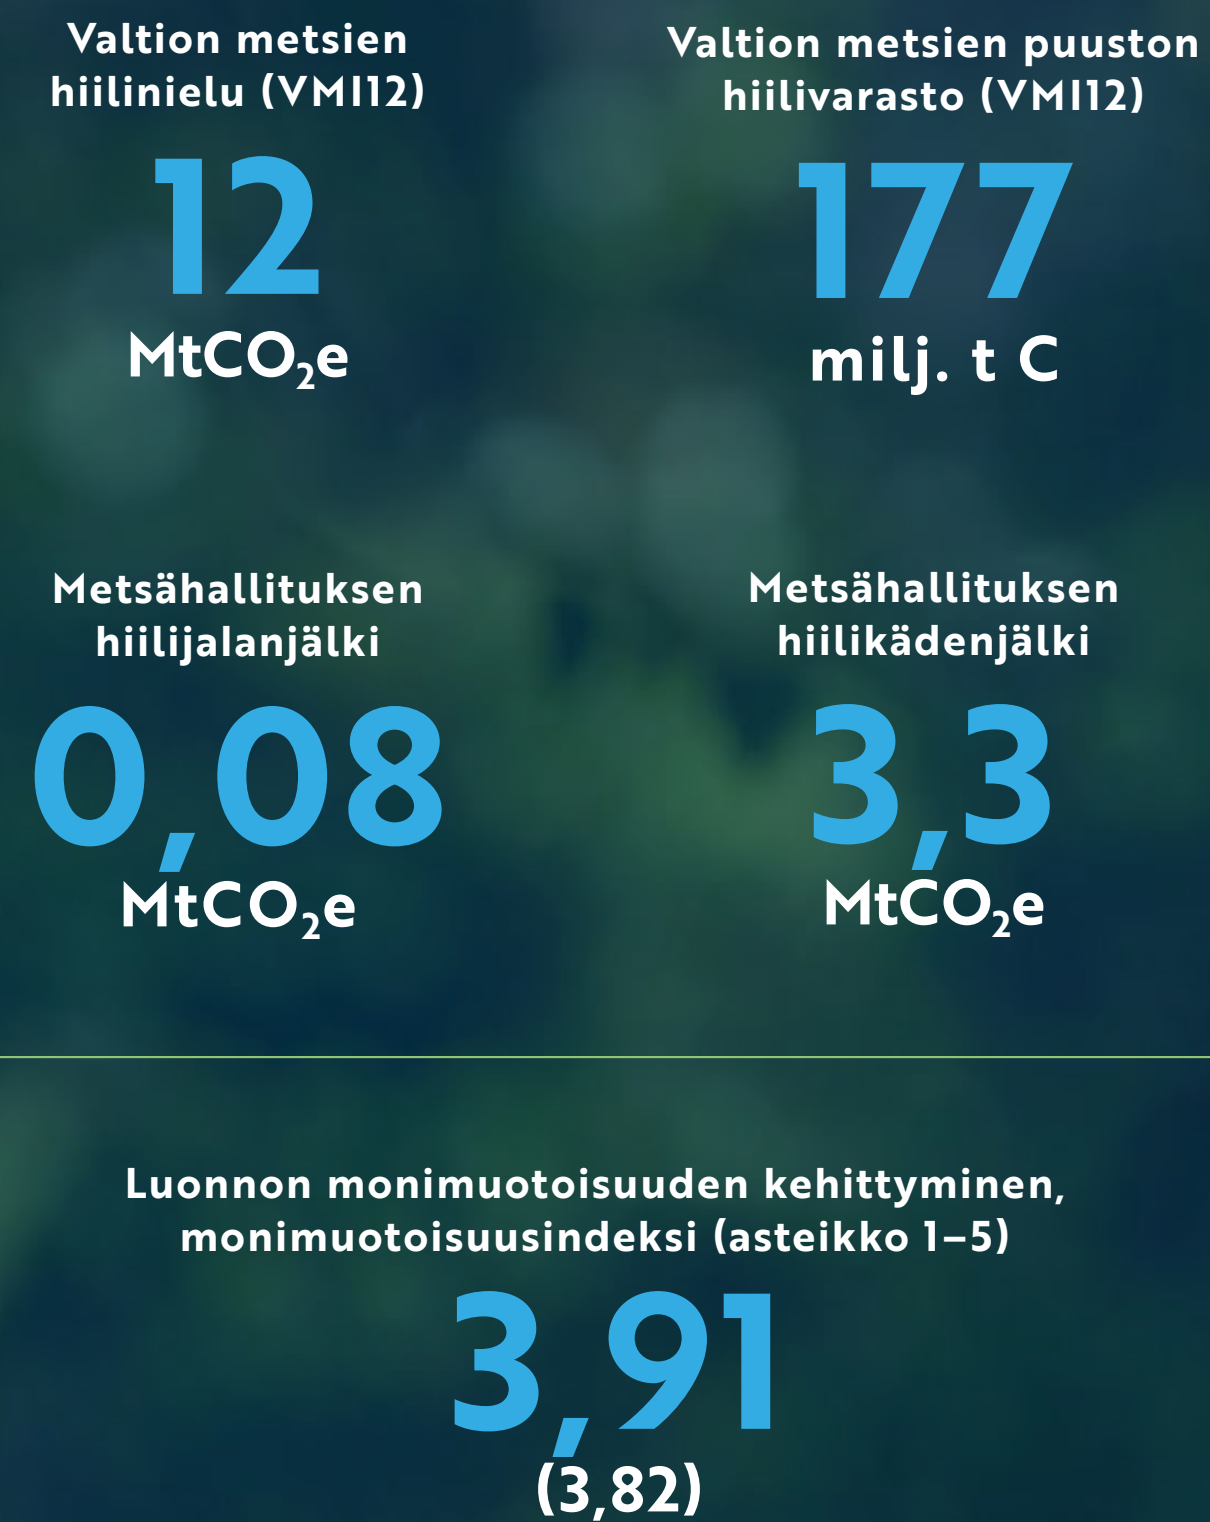 Valtion metsien
hiilinielu (VMI12)
12
MtCO₂e
Valtion metsien puuston
hiilivarasto (VMI12)
177
milj. t C
Metsähallituksen
hiilijalanjälki
0,08
MtCO₂e
Metsähallituksen
hiilikädenjälki
3,3
MtCO₂e
Luonnon monimuotoisuuden kehittyminen,
monimuotoisuusindeksi (asteikko 1–5)
3,91
(3,82)